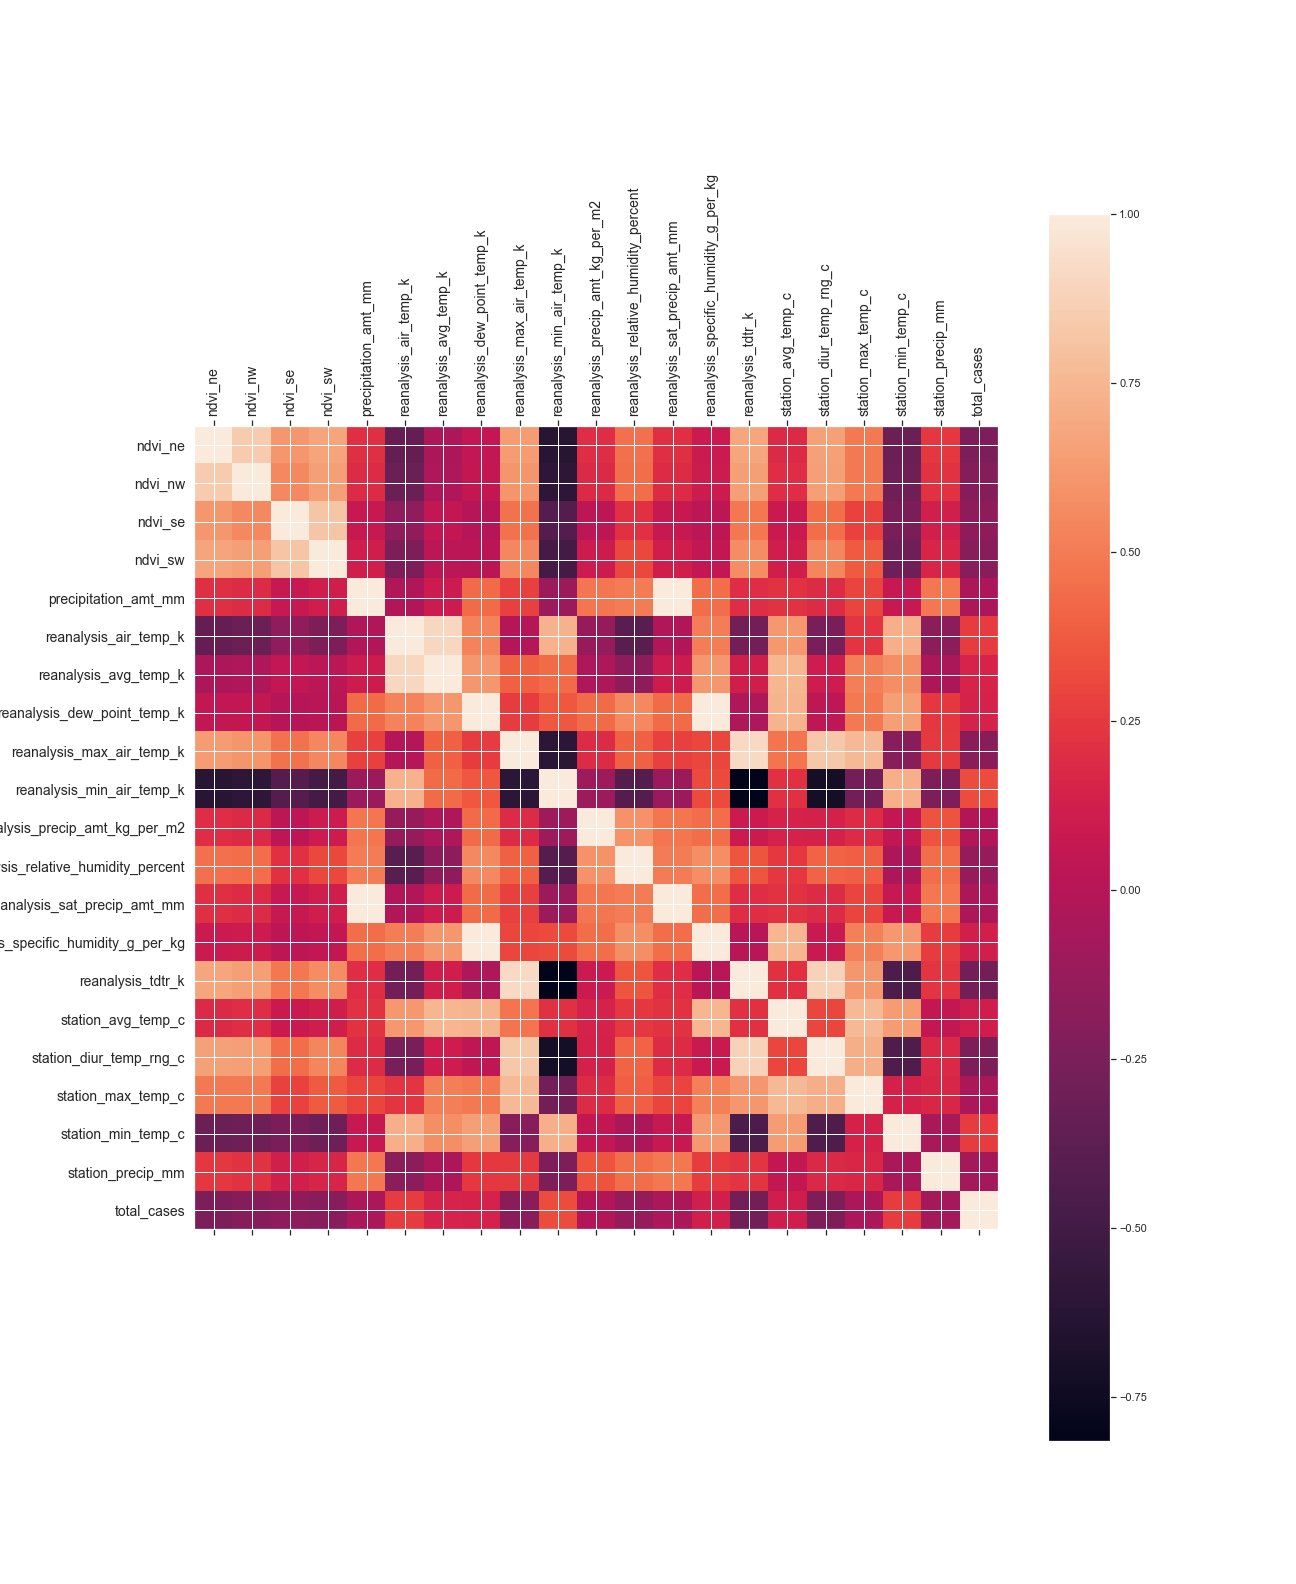 ndvi_ne
ndvi_nw
ndvi_se
ndvi_sw
precipitation_amt_mm
reanalysis_air_temp_k
reanalysis_avg_temp_k
reanalysis_dew_point_temp_k
reanalysis_max_air_temp_k
reanalysis_min_air_temp_k
reanalysis_precip_amt_kg_per_m2
reanalysis_relative_humidity_percent
reanalysis_sat_precip_amt_mm
reanalysis_specific_humidity_g_per_kg
reanalysis_tdtr_k
station_avg_temp_c
station_diur_temp_rng_c
station_max_temp_c
station_min_temp_c
station_precip_mm
total_cases
ndvi_ne
ndvi_nw
ndvi_se
ndvi_sw
precipitation_amt_mm
reanalysis_air_temp_k
reanalysis_avg_temp_k
reanalysis_dew_point_temp_k
reanalysis_max_air_temp_k
reanalysis_min_air_temp_k
alysis_precip_amt_kg_per_m2
sis_relative_humidity_percent
analysis_sat_precip_amt_mm
s_specific_humidity_g_per_kg
reanalysis_tdtr_k
station_avg_temp_c
station_diur_temp_rng_c
station_max_temp_c
station_min_temp_c
station_precip_mm
total_cases
1.00
0.75
0.50
0.25
0.00
−0.25
−0.50
−0.75